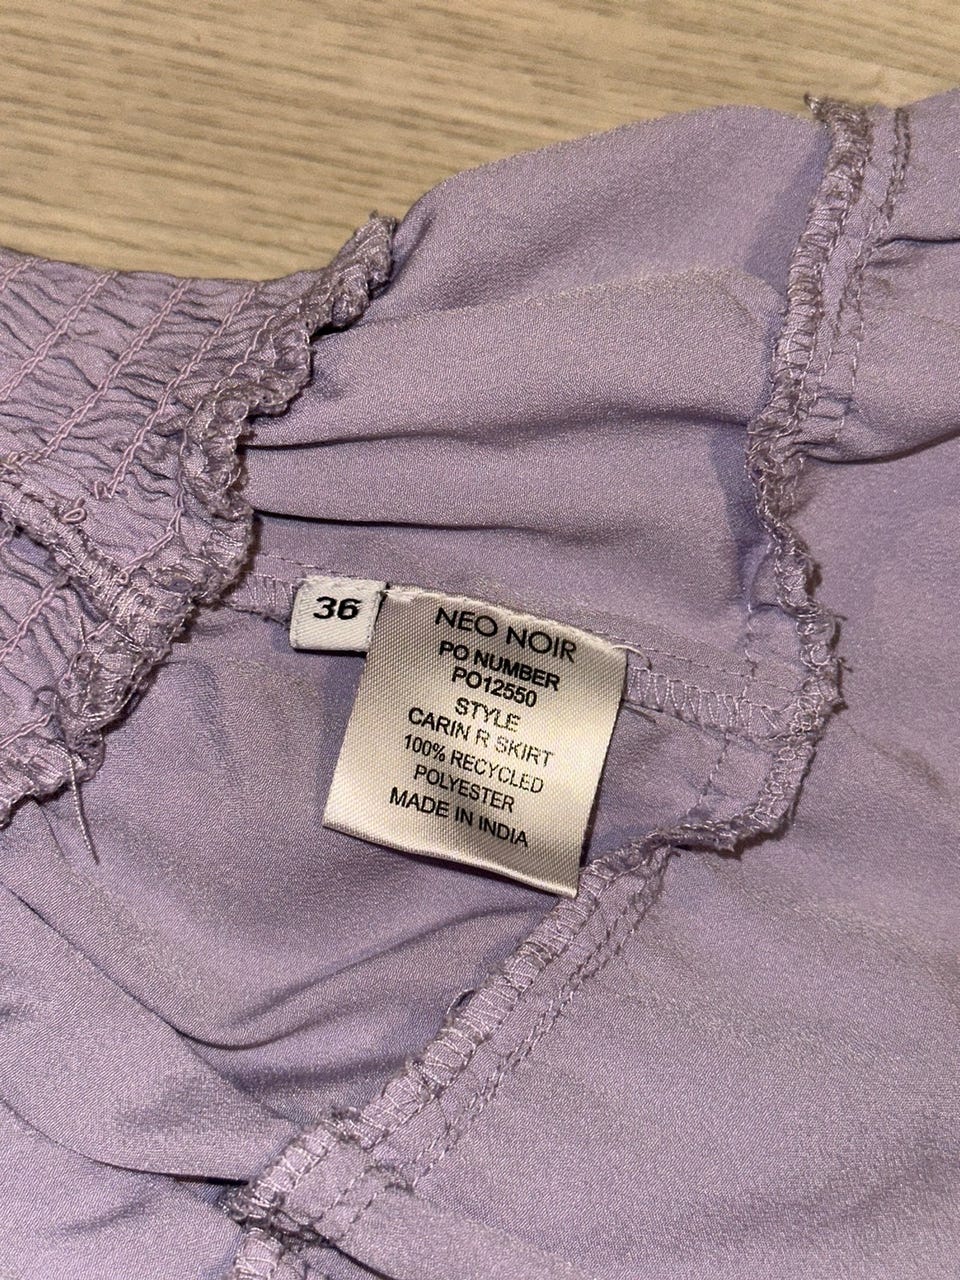 36
NEO NOIR
PO NUMBER
PO12550
STYLE
CARIN R SKIRT
100% RECYCLED
POLYESTER
MADE IN INDIA